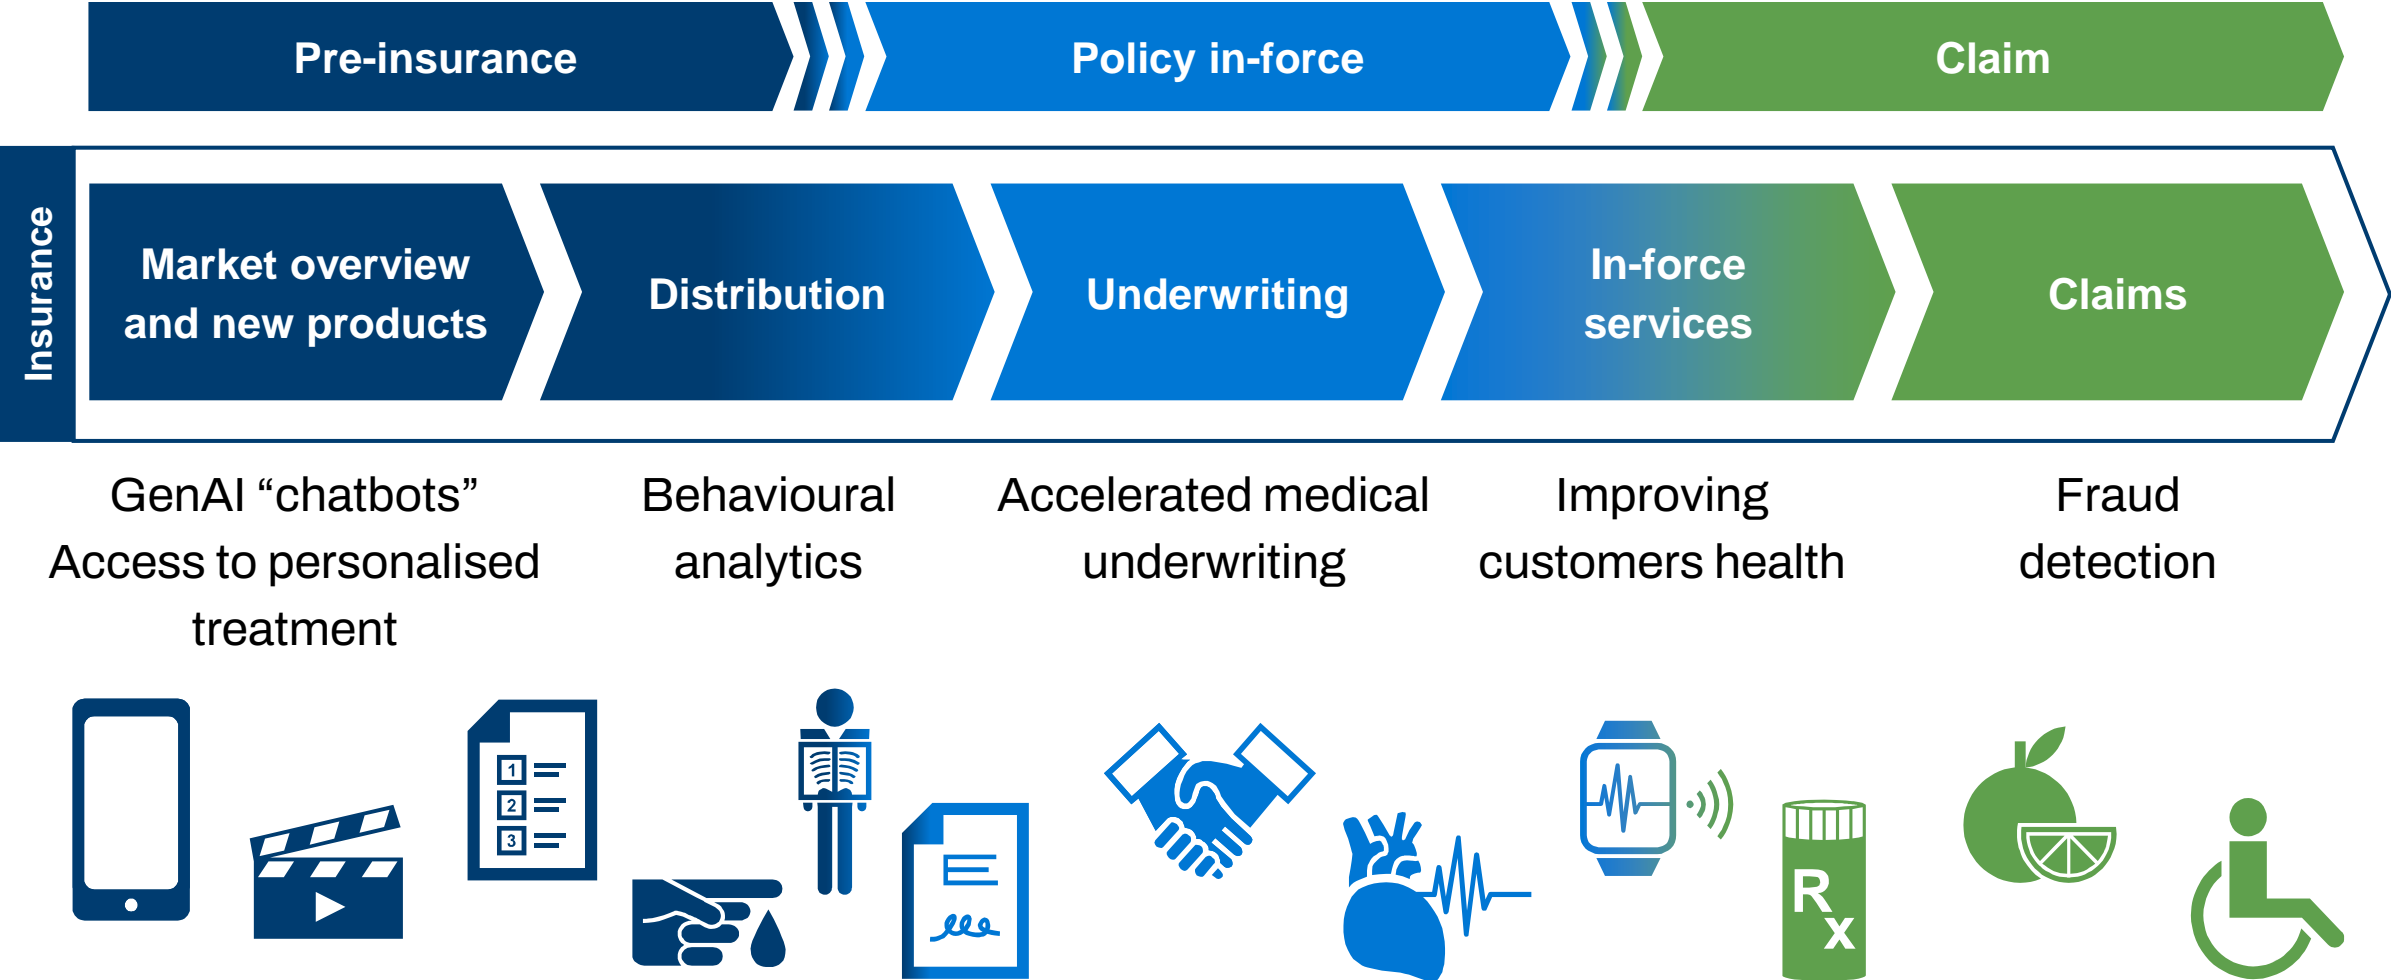 Pre-insurance
Policy in-force
Claim
Insurance
Market overview
and new products
Distribution
Underwriting
In-force
services
Claims
GenAI “chatbots”
Access to personalised
treatment
Behavioural
analytics
Accelerated medical
underwriting
Improving
customers health
Fraud
detection
1
2
3
Rx